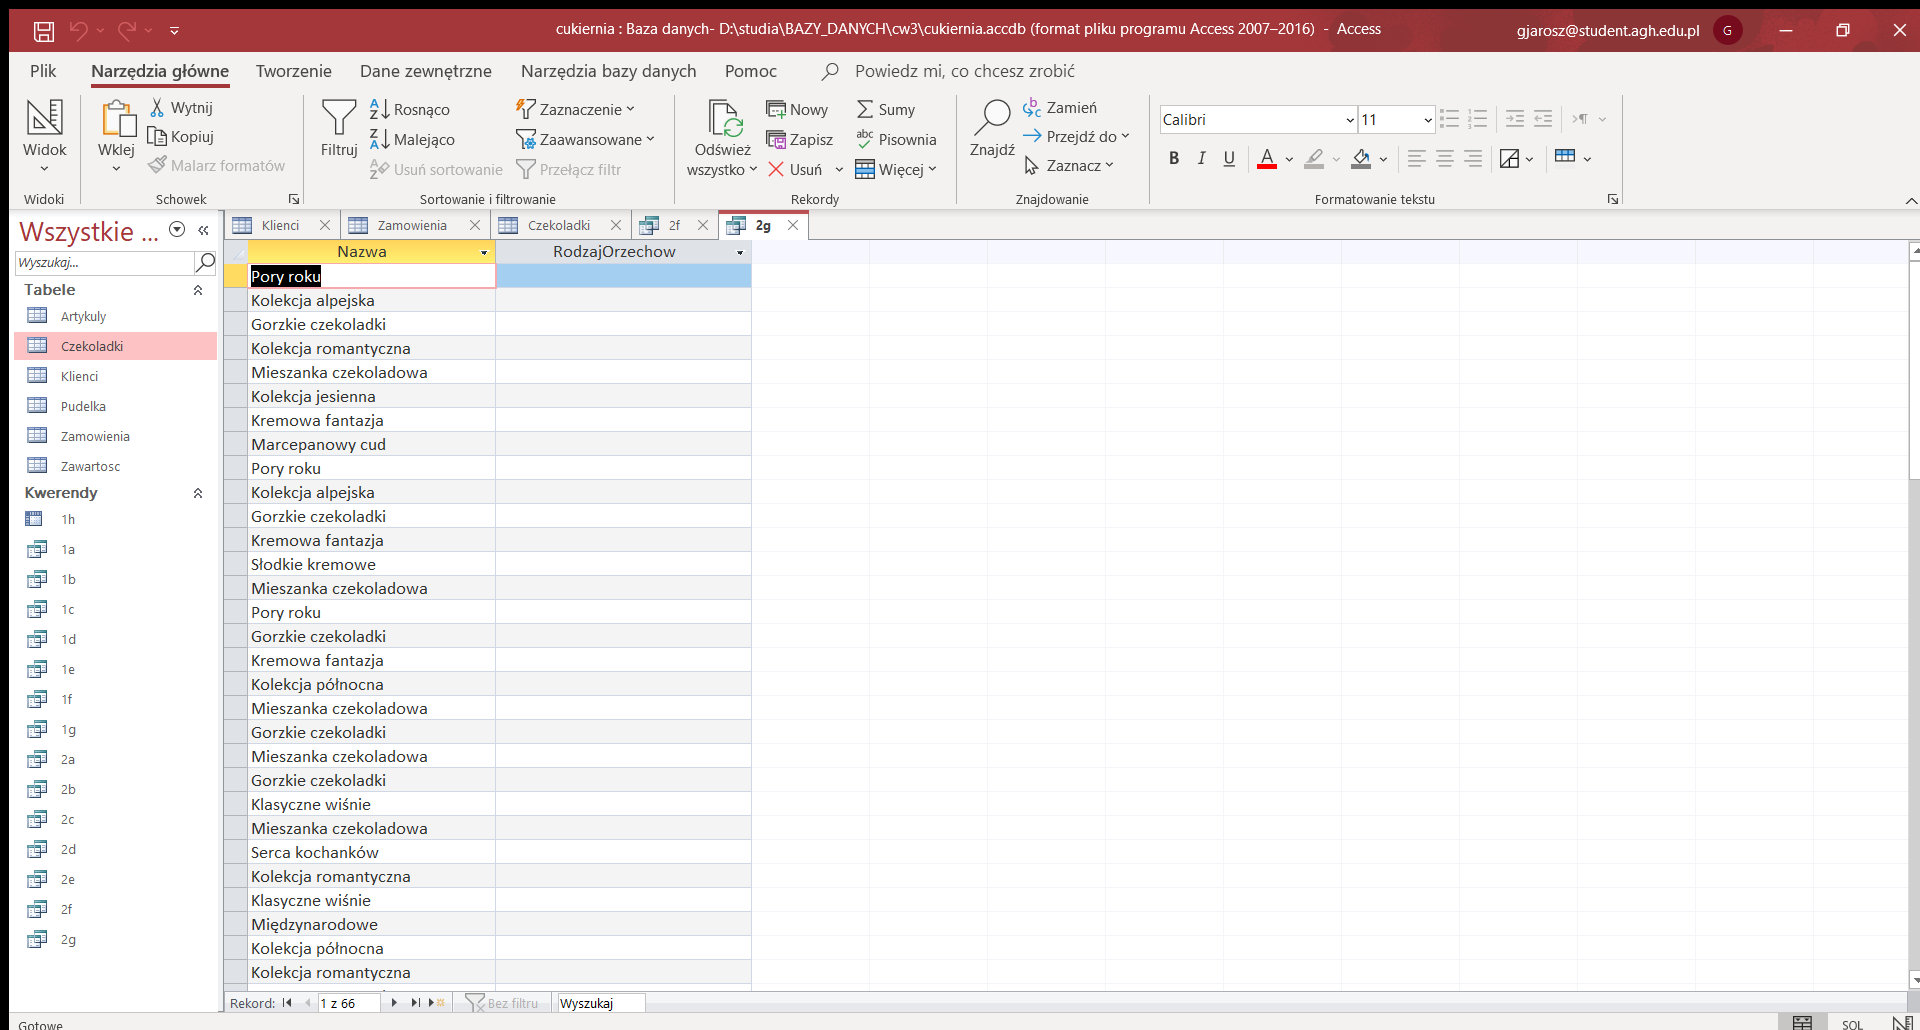 cukiernia : Baza danych- D:\studia\BAZY_DANYCH\cw3\cukiernia.accdb (format pliku programu Access 2007–2016) - Access
gjarosz@student.agh.edu.pl
G
Plik
Narzędzia główne
Tworzenie
Dane zewnętrzne
Narzędzia bazy danych
Pomoc
Powiedz mi, co chcesz zrobić
Widok
Widoki
Wklej
Wytnij
Kopiuj
Malarz formatów
Schowek
Filtruj
Rosnąco
Malejąco
Usuń sortowanie
Zaznaczenie
Zaawansowane
Przełącz filtr
Sortowanie i filtrowanie
Odśwież
wszystko
Nowy
Zapisz
Usuń
Sumy
Pisownia
Więcej
Rekordy
Znajdź
Zamień
Przejdź do
Zaznacz
Znajdowanie
Calibri
11
B I U
A
Formatowanie tekstu
Wszystkie ...
Wyszukaj...
Tabele
Artykuly
Czekoladki
Klienci
Pudelka
Zamowienia
Zawartosc
Kwerendy
1h
1a
1b
1c
1d
1e
1f
1g
2a
2b
2c
2d
2e
2f
2g
Klienci
Zamowienia
Czekoladki
2f
2g
Nazwa
RodzajOrzechow
Pory roku
Kolekcja alpejska
Gorzkie czekoladki
Kolekcja romantyczna
Mieszanka czekoladowa
Kolekcja jesienna
Kremowa fantazja
Marcepanowy cud
Pory roku
Kolekcja alpejska
Gorzkie czekoladki
Kremowa fantazja
Słodkie kremowe
Mieszanka czekoladowa
Pory roku
Gorzkie czekoladki
Kremowa fantazja
Kolekcja północna
Mieszanka czekoladowa
Gorzkie czekoladki
Mieszanka czekoladowa
Gorzkie czekoladki
Klasyczne wiśnie
Mieszanka czekoladowa
Serca kochanków
Kolekcja romantyczna
Klasyczne wiśnie
Międzynarodowe
Kolekcja północna
Kolekcja romantyczna
Rekord:
1 z 66
Bez filtru
Wyszukaj
Gotowe
SQL